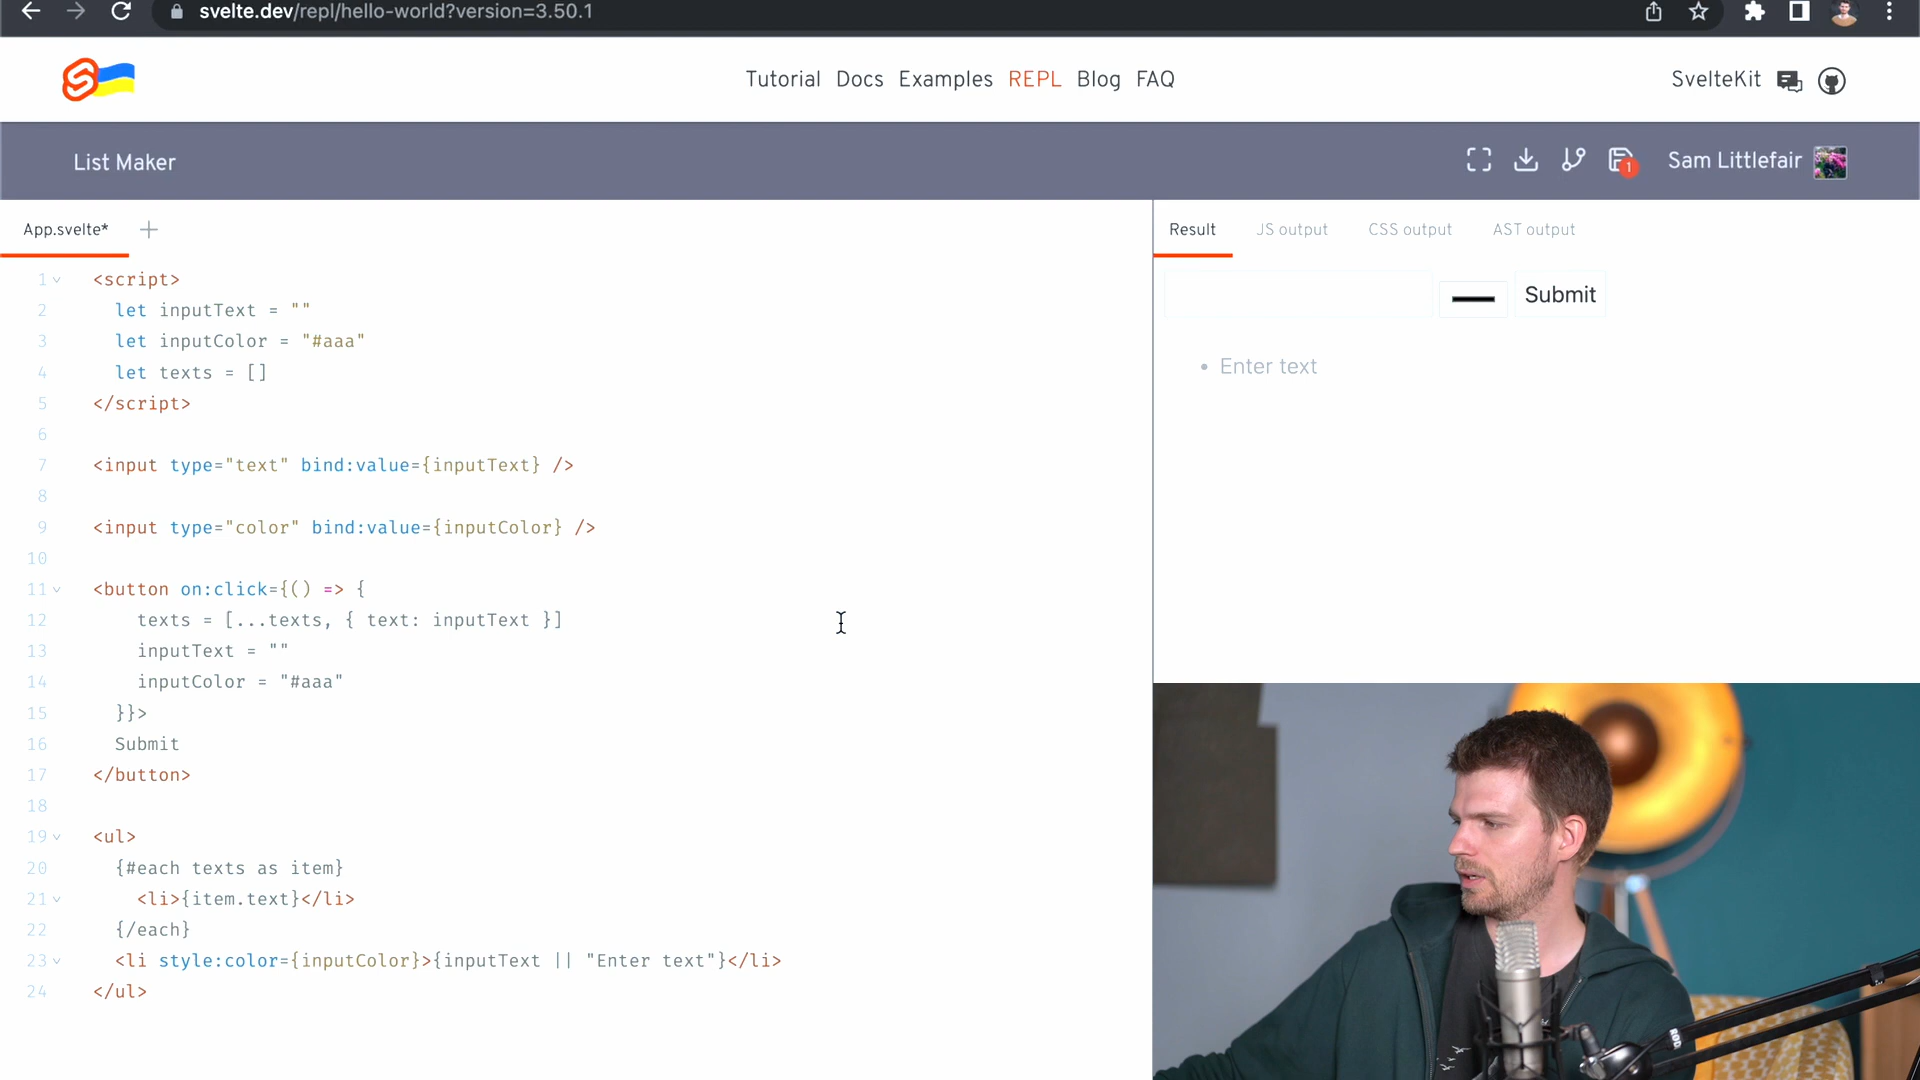 svelte.dev/repl/hello-world?version=3.50.1
Tutorial Docs Examples REPL Blog FAQ
SvelteKit
List Maker
1
Sam Littlefair
App.svelte*
Result JS output CSS output AST output
1 <script>
2 let inputText = ""
3 let inputColor = "#aaa"
4 let texts = []
5 </script>
6
7 <input type="text" bind:value={inputText} />
8
9 <input type="color" bind:value={inputColor} />
10
11 <button on:click={() => {
12 texts = [...texts, { text: inputText }]
13 inputText = ""
14 inputColor = "#aaa"
15 }}>
16 Submit
17 </button>
18
19 <ul>
20 {#each texts as item}
21 <li>{item.text}</li>
22 {/each}
23 <li style:color={inputColor}>{inputText || "Enter text"}</li>
24 </ul>
Submit
Enter text
RØDE